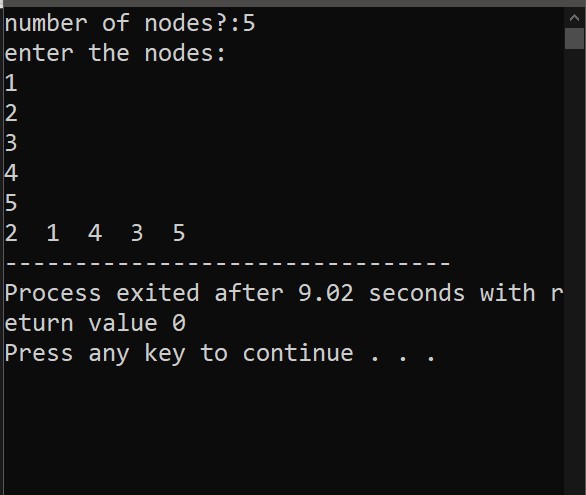 number of nodes?:5
enter the nodes:
1
2
3
4
5
2  1  4  3  5
--------------------------------
Process exited after 9.02 seconds with r
eturn value 0
Press any key to continue . . .